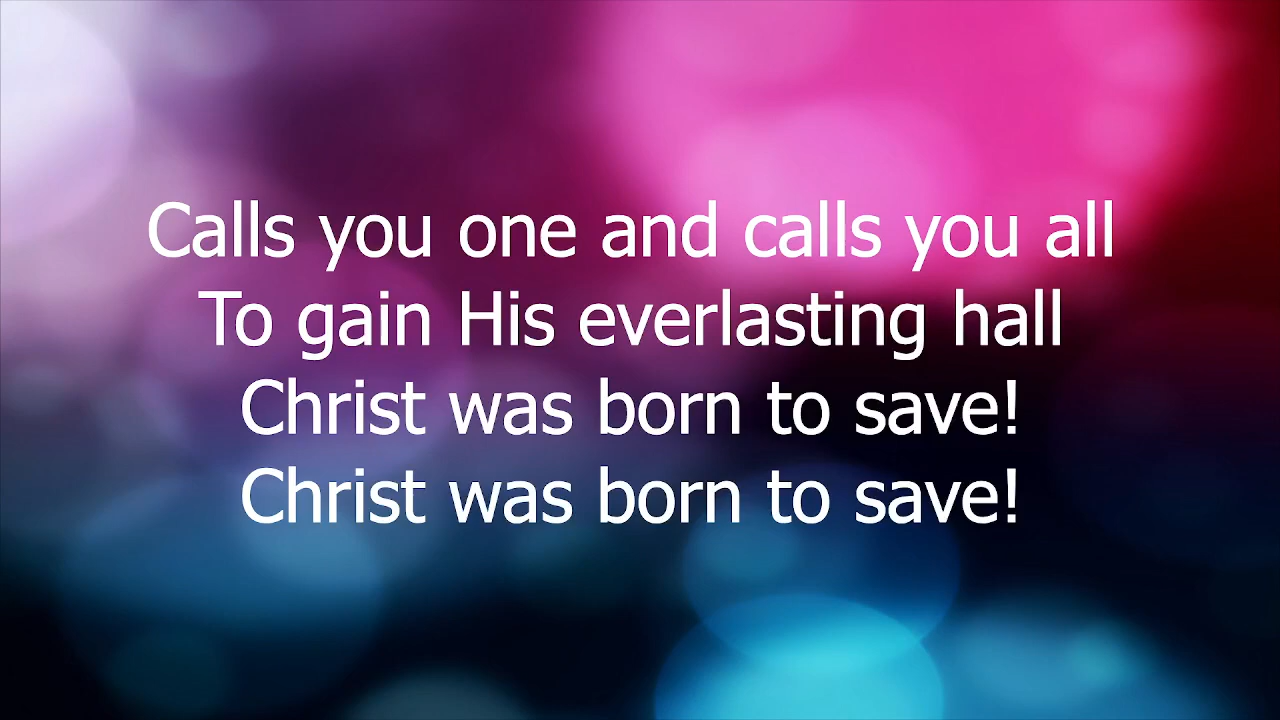 Calls you one and calls you all
To gain His everlasting hall
Christ was born to save!
Christ was born to save!